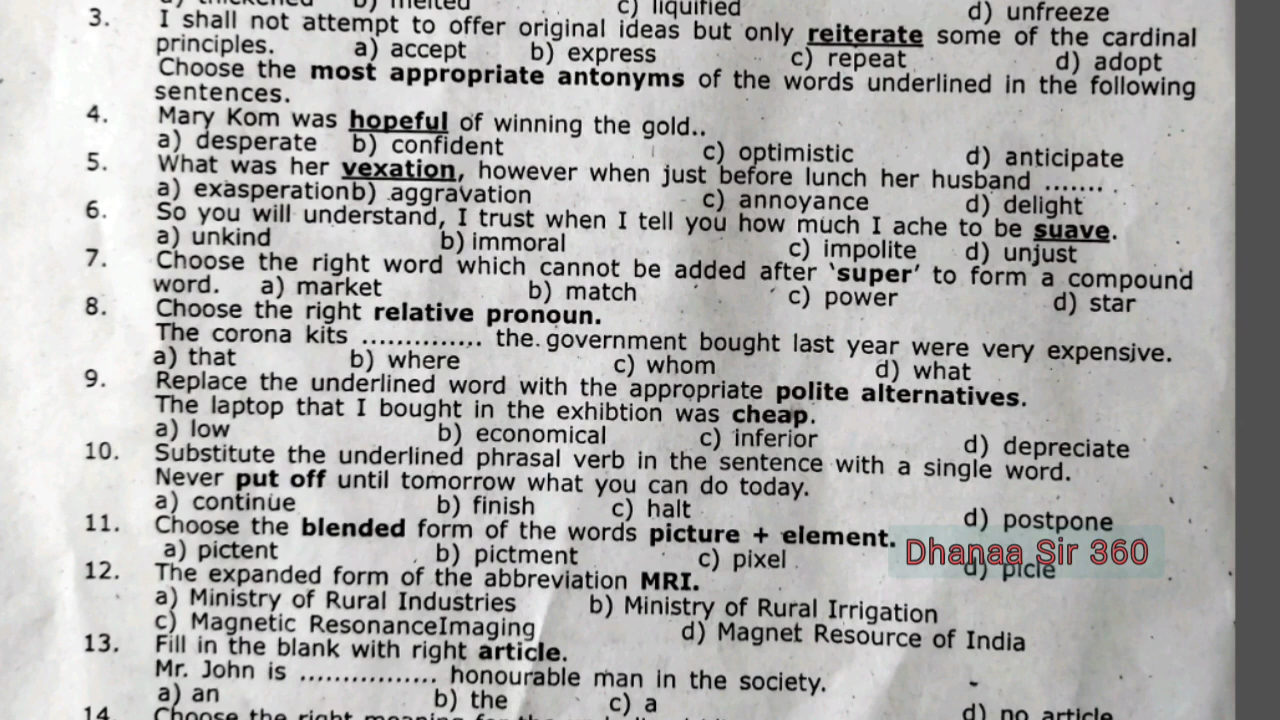 a) thickened b) melted c) liquified d) unfreeze
3. I shall not attempt to offer original ideas but only reiterate some of the cardinal
principles. a) accept b) express c) repeat d) adopt
Choose the most appropriate antonyms of the words underlined in the following
sentences.
4. Mary Kom was hopeful of winning the gold..
a) desperate b) confident c) optimistic d) anticipate
5. What was her vexation, however when just before lunch her husband .......
a) exasperationb) aggravation c) annoyance d) delight
6. So you will understand, I trust when I tell you how much I ache to be suave.
a) unkind b) immoral c) impolite d) unjust
7. Choose the right word which cannot be added after 'super' to form a compound
word. a) market b) match c) power d) star
8. Choose the right relative pronoun.
The corona kits .............. the government bought last year were very expensive.
a) that b) where c) whom d) what
9. Replace the underlined word with the appropriate polite alternatives.
The laptop that I bought in the exhibtion was cheap.
a) low b) economical c) inferior d) depreciate
10. Substitute the underlined phrasal verb in the sentence with a single word.
Never put off until tomorrow what you can do today.
a) continue b) finish c) halt d) postpone
11. Choose the blended form of the words picture + element.
Dhanaa Sir 360
a) pictent b) pictment c) pixel d) picle
12. The expanded form of the abbreviation MRI.
a) Ministry of Rural Industries b) Ministry of Rural Irrigation
c) Magnetic ResonanceImaging d) Magnet Resource of India
13. Fill in the blank with right article.
Mr. John is ................ honourable man in the society.
a) an b) the c) a d) no article
14. Choose the right meaning for the